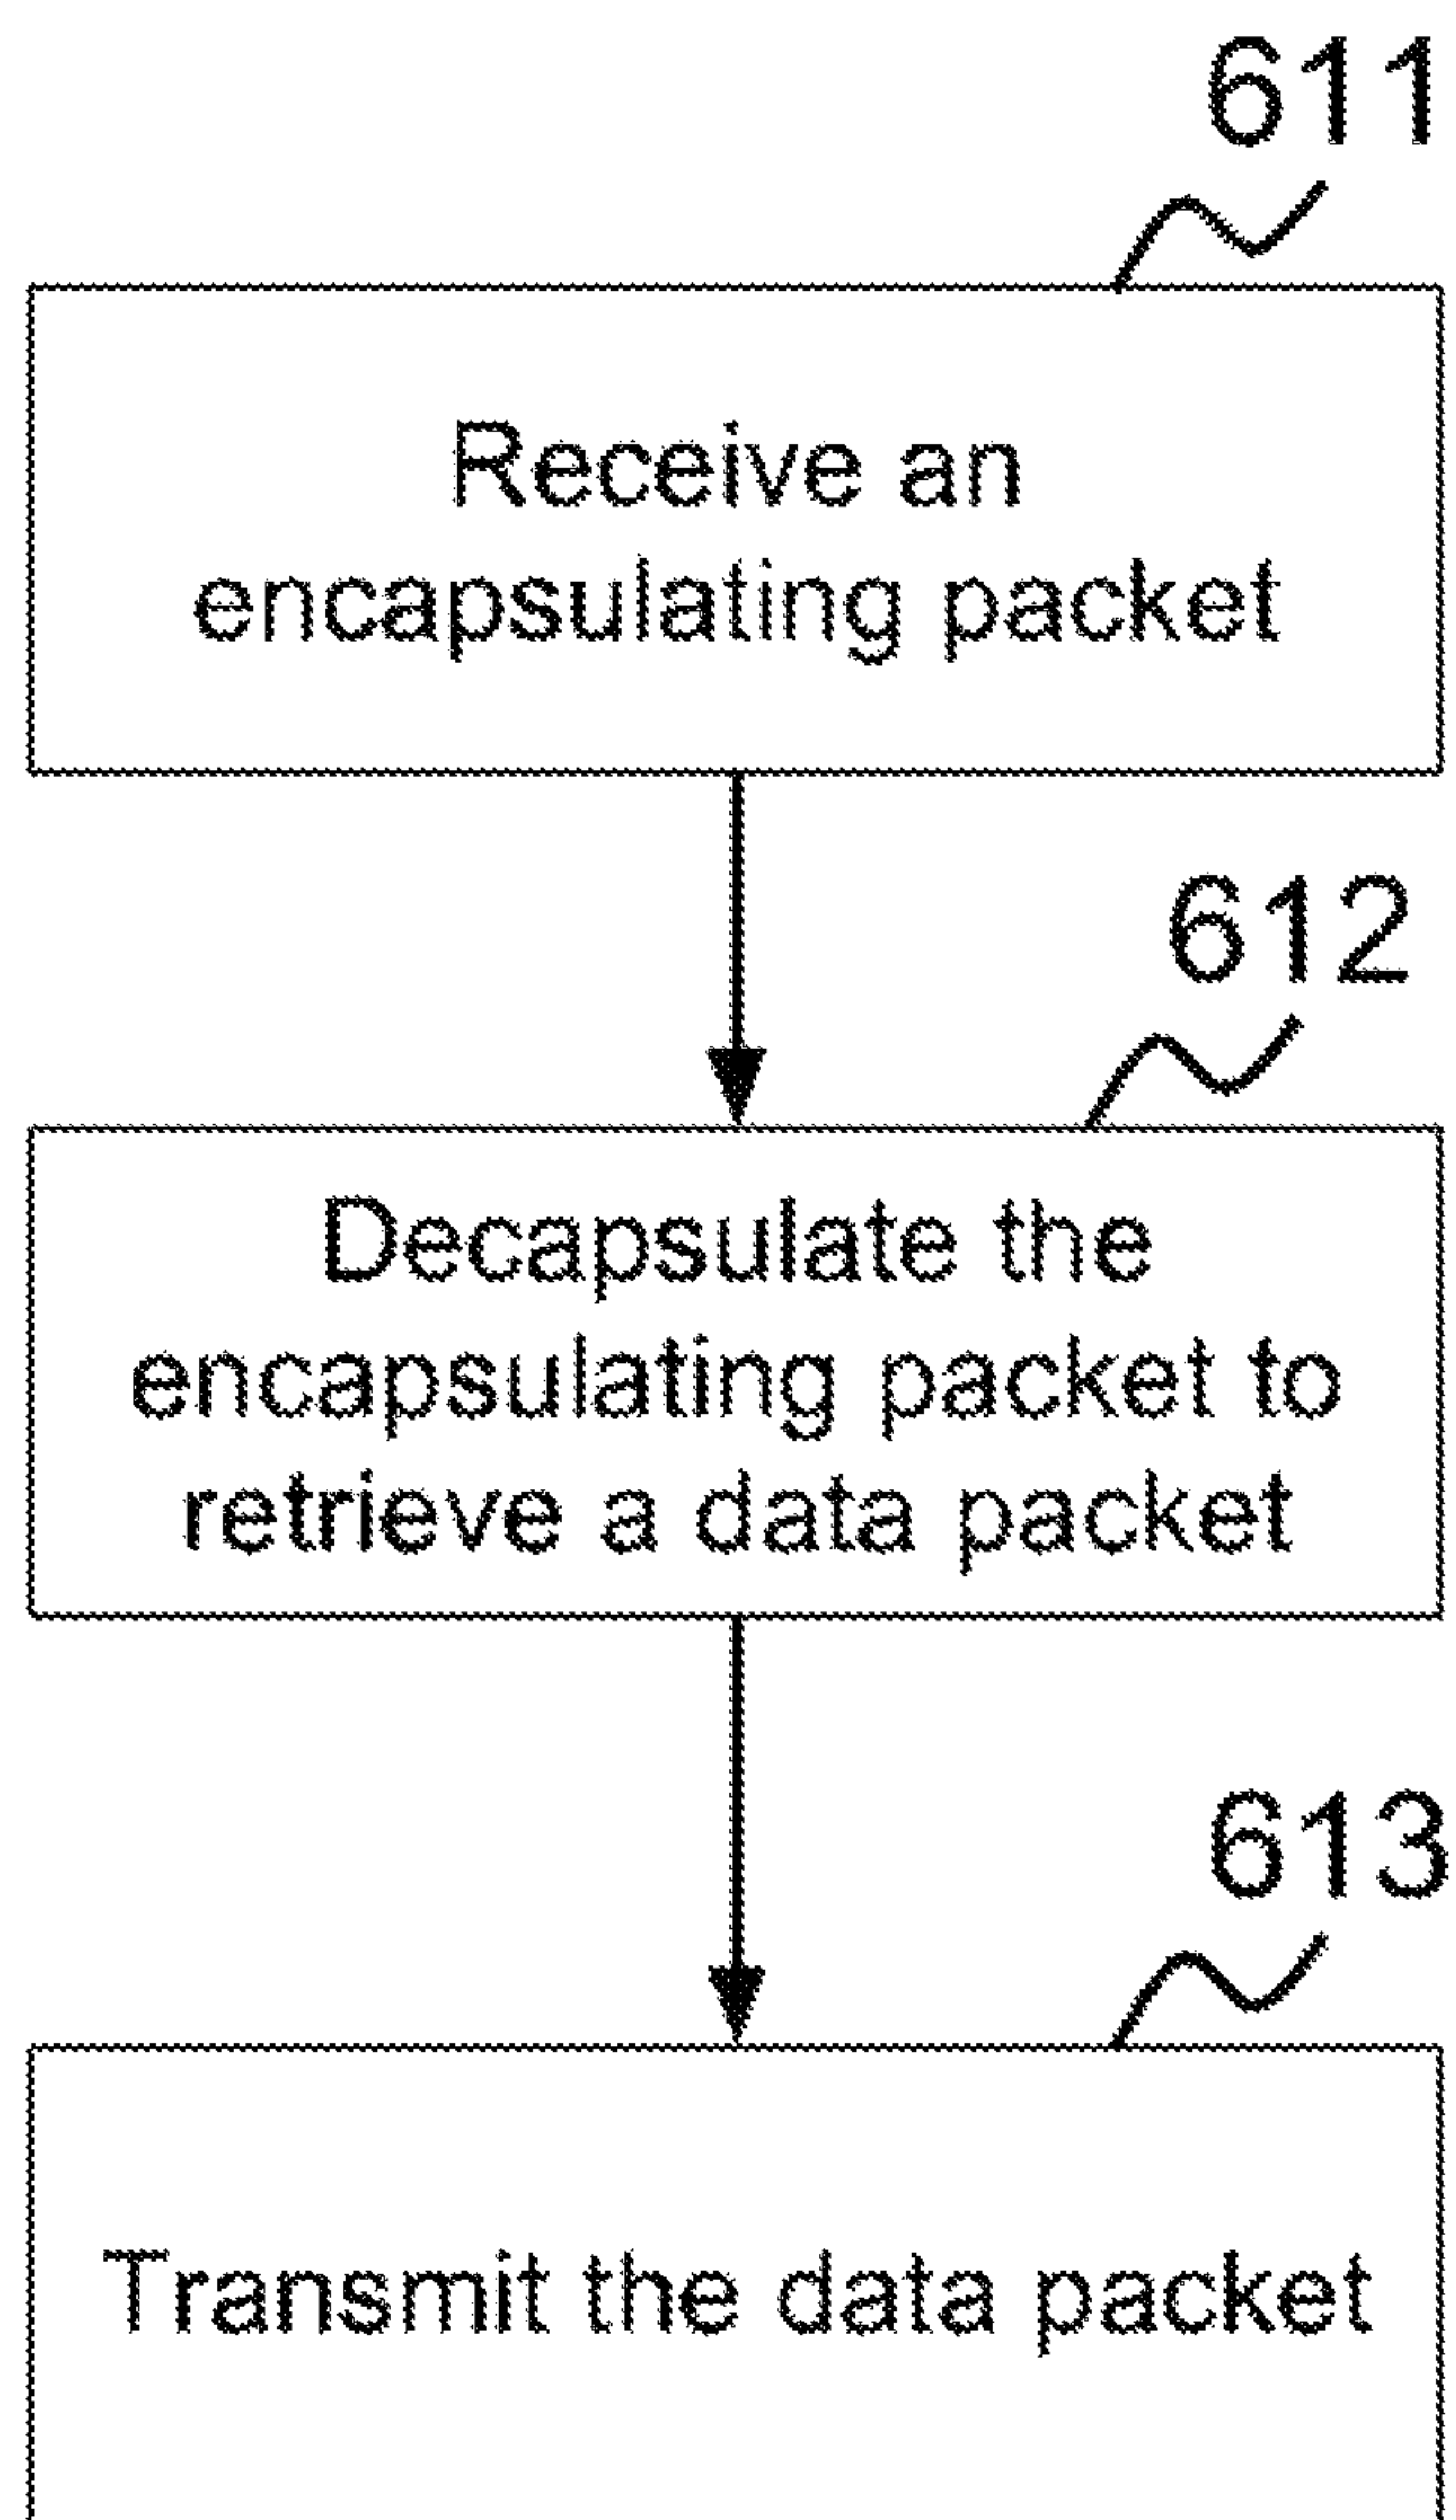 611
Receive an
encapsulating packet
612
Decapsulate the
encapsulating packet to
retrieve a data packet
613
Transmit the data packet